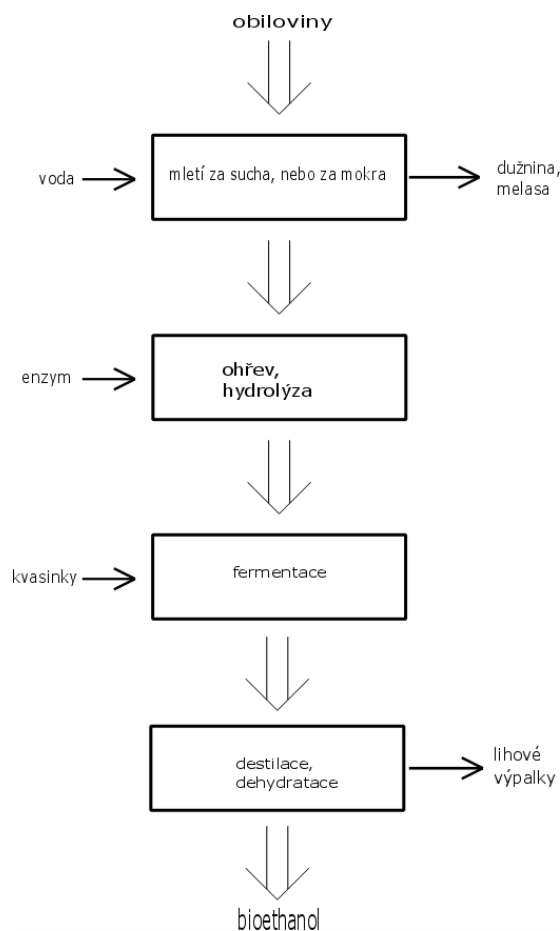 obiloviny
voda
mletí za sucha, nebo za mokra
dužnina,
melasa
enzym
ohřev,
hydrolýza
kvasinky
fermentace
destilace,
dehydratace
lihové
výpalky
bioethanol